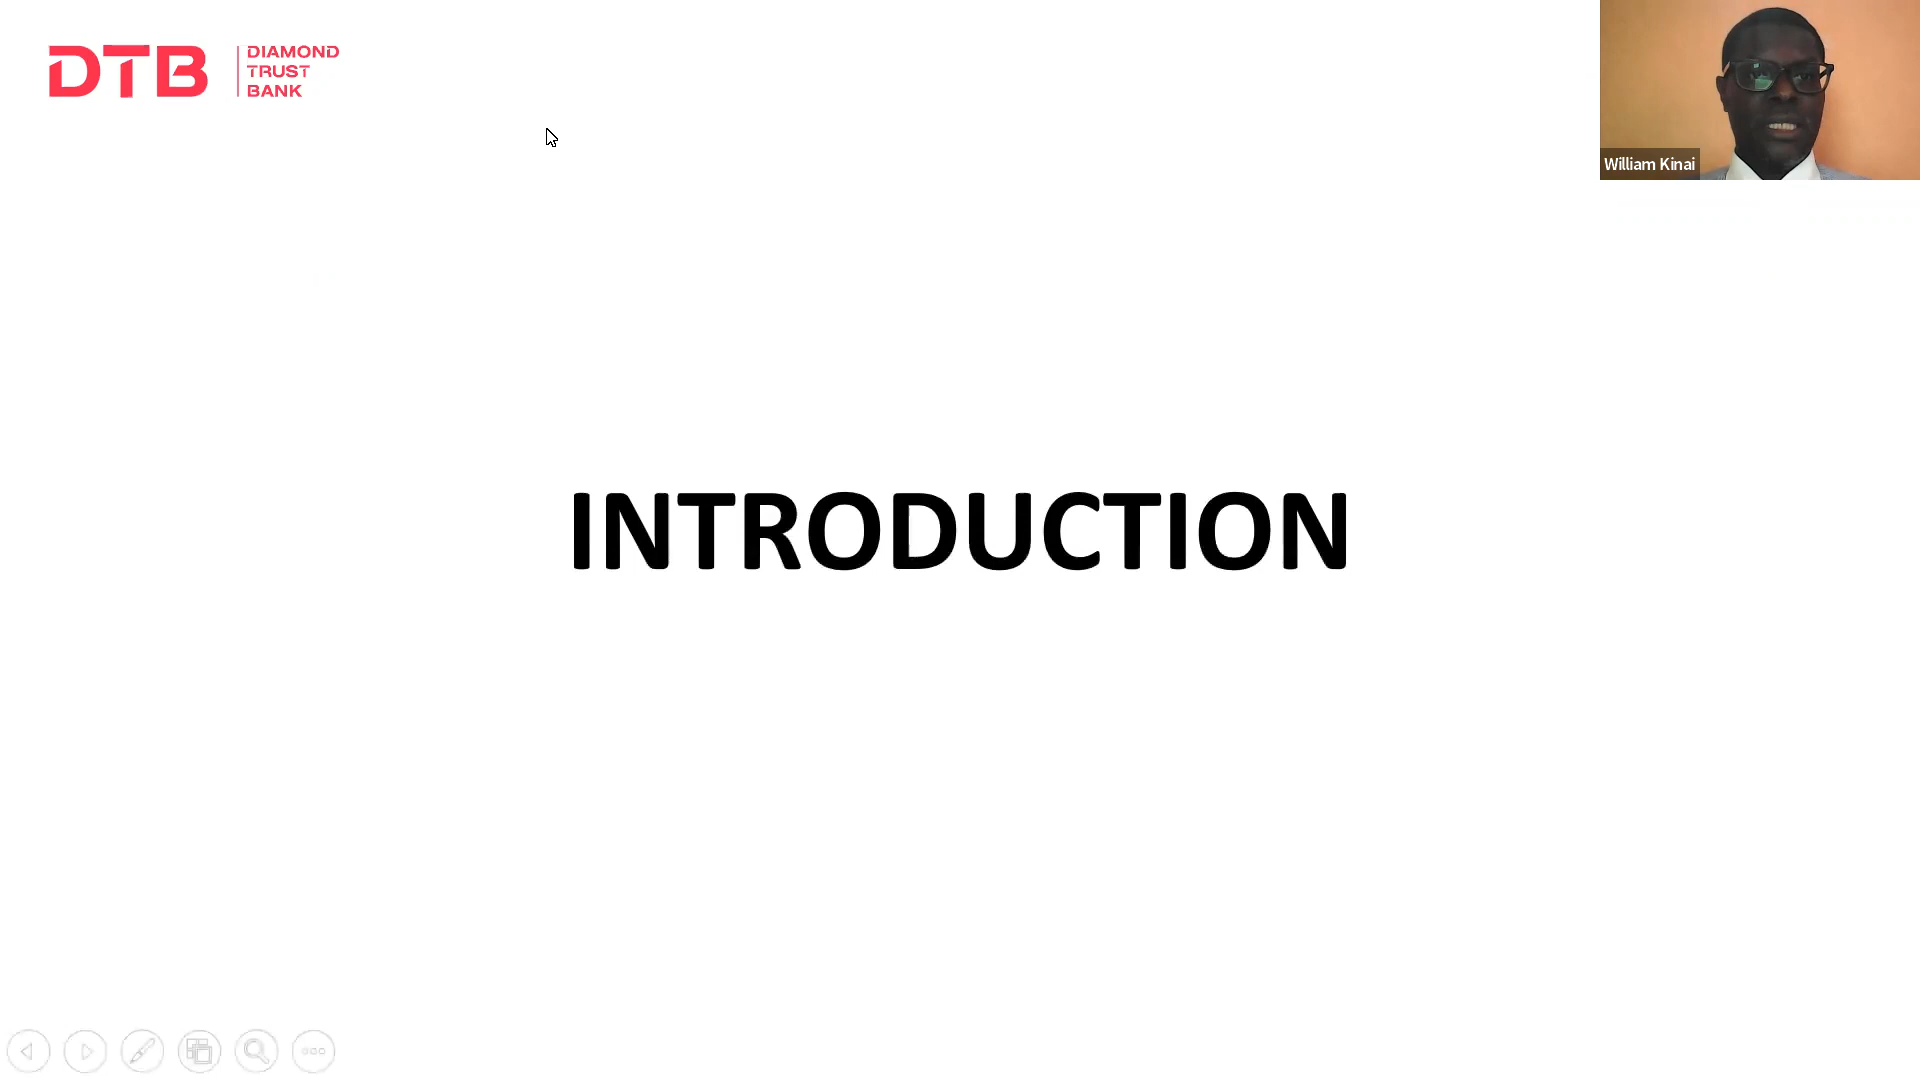 DTB
DIAMOND
TRUST
BANK
William Kinai
INTRODUCTION